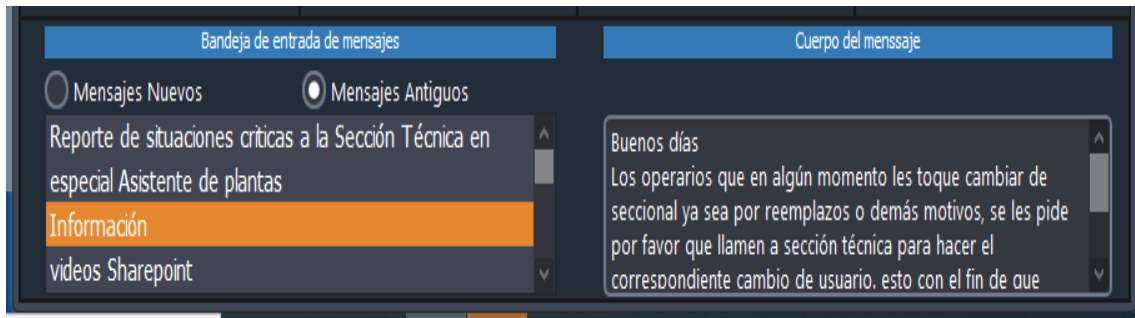 Bandeja de entrada de mensajes
Mensajes Nuevos
Mensajes Antiguos
Reporte de situaciones criticas a la Sección Técnica en
especial Asistente de plantas
Información
videos Sharepoint
Cuerpo del menssaje
Buenos días
Los operarios que en algún momento les toque cambiar de
seccional ya sea por reemplazos o demás motivos, se les pide
por favor que llamen a sección técnica para hacer el
correspondiente cambio de usuario. esto con el fin de que